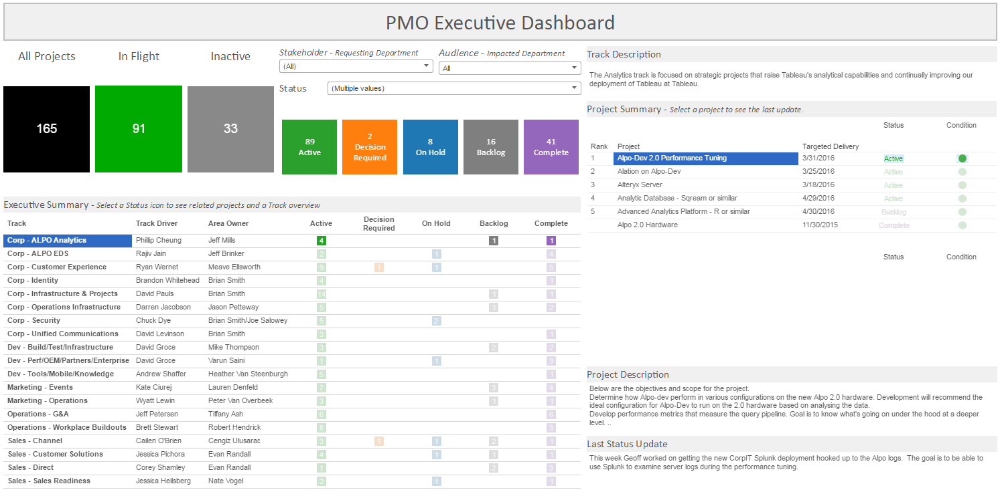 PMO Executive Dashboard
All Projects
In Flight
Inactive
165
91
33
Stakeholder - Requesting Department
(All)
Audience - Impacted Department
All
Status
(Multiple values)
89
Active
2
Decision
Required
8
On Hold
16
Backlog
41
Complete
Executive Summary - Select a Status icon to see related projects and a Track overview
Track Track Driver Area Owner Active Decision Required On Hold Backlog Complete
Corp - ALPO Analytics Phillip Cheung Jeff Mills 4 1 1
Corp - ALPO EDS Rajiv Jain Jeff Brinker 2 1 4
Corp - Customer Experience Ryan Wernet Meave Ellsworth 9 1 1 5
Corp - Identity Brandon Whitehead Brian Smith 4 1
Corp - Infrastructure & Projects David Pauls Brian Smith 14 1 1
Corp - Operations Infrastructure Darren Jacobson Jason Petteway 5 3 2
Corp - Security Chuck Dye Brian Smith/Joe Salowey 5 2
Corp - Unified Communications David Levinson Brian Smith 3 1
Dev - Build/Test/Infrastructure David Groce Mike Thompson 3 2 2
Dev - Perf/OEM/Partners/Enterprise David Groce Varun Saini 1 1 3
Dev - Tools/Mobile/Knowledge Andrew Shaffer Heather Van Steenburgh 5 1
Marketing - Events Kate Ciurej Lauren Denfeld 7 3 4
Marketing - Operations Wyatt Lewin Peter Van Overbeek 3 1 1
Operations - G&A Jeff Petersen Tiffany Ash 6 6
Operations - Workplace Buildouts Brett Stewart Robert Hendrick 8 3
Sales - Channel Cailen O'Brien Cengiz Ulusarac 3 1 1 2 1
Sales - Customer Solutions Jessica Pichora Evan Randall 4 1 1 1
Sales - Direct Corey Shamley Evan Randall 1 2 3
Sales - Sales Readiness Jessica Heilsberg Nate Vogel 2 1 1
Track Description
The Analytics track is focused on strategic projects that raise Tableau's analytical capabilities and continually improving our
deployment of Tableau at Tableau.
Project Summary - Select a project to see the last update.
Status Condition
Rank Project Targeted Delivery
1 Alpo-Dev 2.0 Performance Tuning 3/31/2016 Active
2 Alation on Alpo-Dev 3/25/2016 Active
3 Alteryx Server 3/18/2016 Active
4 Analytic Database - Sqream or similar 4/29/2016 Active
5 Advanced Analytics Platform - R or similar 4/30/2016 Backlog
Alpo 2.0 Hardware 11/30/2015 Complete
Status Condition
Project Description
Below are the objectives and scope for the project.
Determine how Alpo-dev perform in various configurations on the new Alpo 2.0 hardware. Development will recommend the
ideal configuration for Alpo-Dev to run on the 2.0 hardware based on analysing the data.
Develop performance metrics that measure the query pipeline. Goal is to know what's going on under the hood at a deeper
level. ..
Last Status Update
This week Geoff worked on getting the new CorpIT Splunk deployment hooked up to the Alpo logs. The goal is to be able to
use Splunk to examine server logs during the performance tuning.